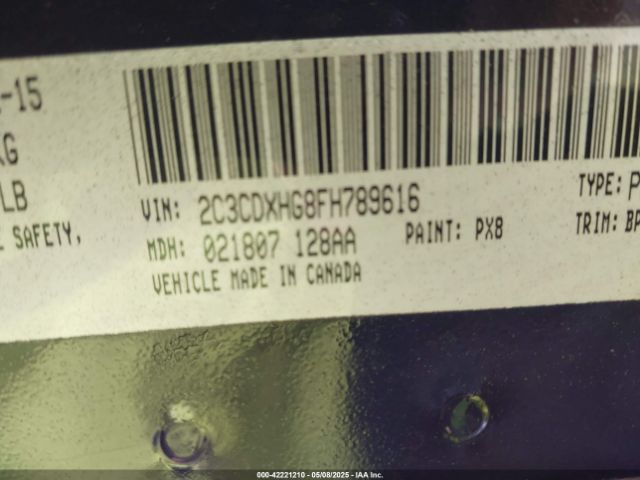 -15
KG
LB
L SAFETY,
VIN: 2C3CDXHG8FH789616
TYPE: P
MDH: 021807 128AA
PAINT: PX8
TRIM: BP
VEHICLE MADE IN CANADA
000-42221210 - 05/08/2025 - IAA Inc.